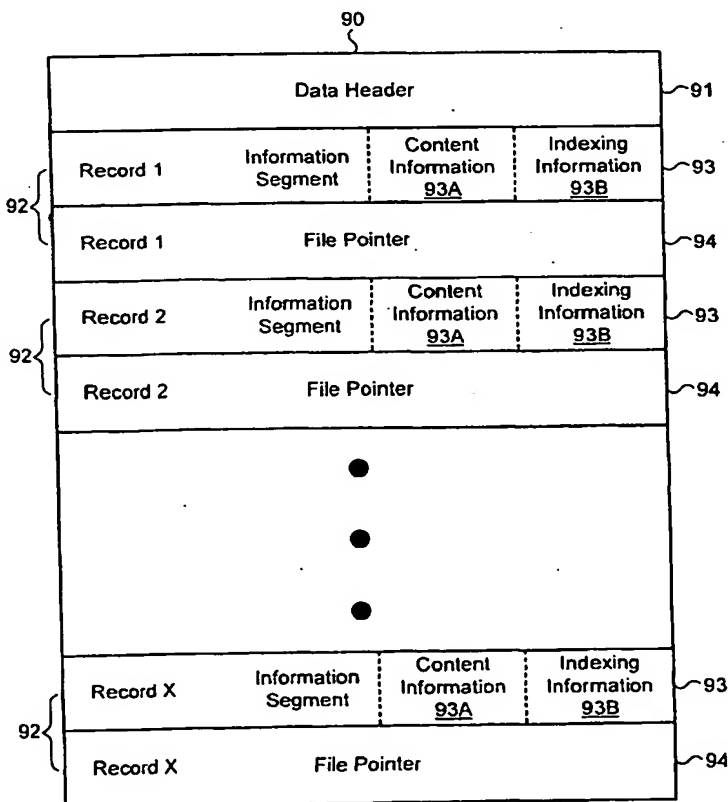 90
Data Header 91
Record 1 Information Segment Content Information 93A Indexing Information 93B 93
92
Record 1 File Pointer 94
Record 2 Information Segment Content Information 93A Indexing Information 93B 93
92
Record 2 File Pointer 94
Record X Information Segment Content Information 93A Indexing Information 93B 93
92
Record X File Pointer 94